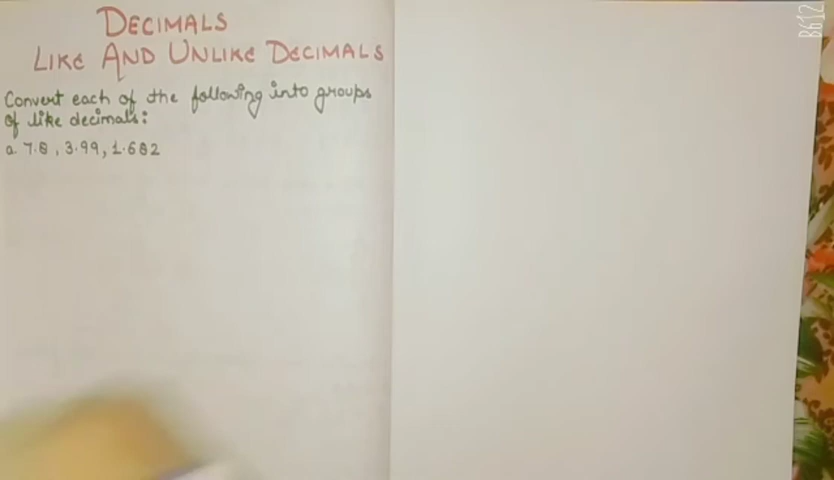 DECIMALS
LIKE AND UNLIKE DECIMALS
Convert each of the following into groups
of like decimals:
a. 7.8, 3.99, 1.682
B612